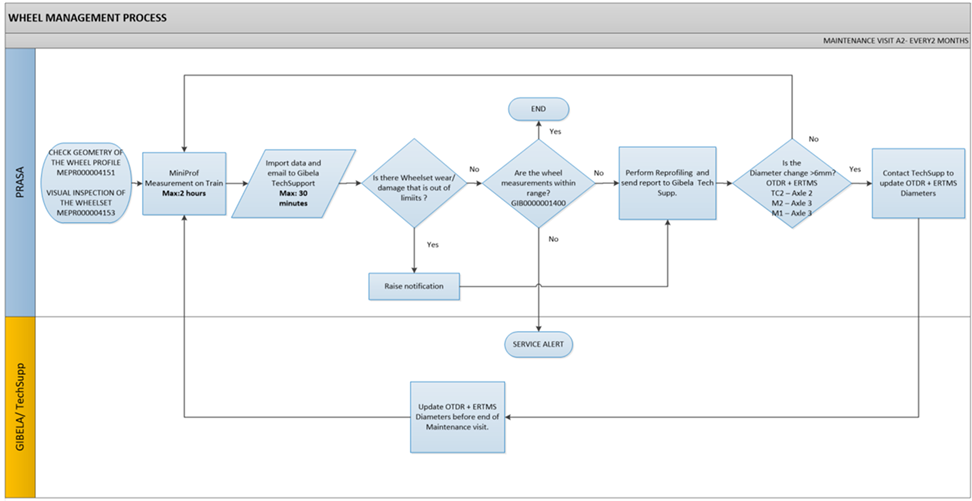 WHEEL MANAGEMENT PROCESS
MAINTENANCE VISIT A2- EVERY2 MONTHS
PRASA
CHECK GEOMETRY OF
THE WHEEL PROFILE
MEPR000004151
VISUAL INSPECTION OF
THE WHEELSET
MEPR000004153
MiniProf
Measurement on Train
Max:2 hours
Import data and
email to Gibela
TechSupport
Max: 30
minutes
Is there Wheelset wear/
damage that is out of
limiits ?
No
Yes
Raise notification
END
Yes
Are the wheel
measurements within
range?
GIB0000001400
No
No
Perform Reprofiling and
send report to Gibela Tech
Supp.
Is the
Diameter change >6mm?
OTDR + ERTMS
TC2 – Axle 2
M2 – Axle 3
M1 – Axle 3
No
Yes
Contact TechSupp to
update OTDR + ERTMS
Diameters
GIBELA/ TechSupp
SERVICE ALERT
Update OTDR + ERTMS
Diameters before end of
Maintenance visit.